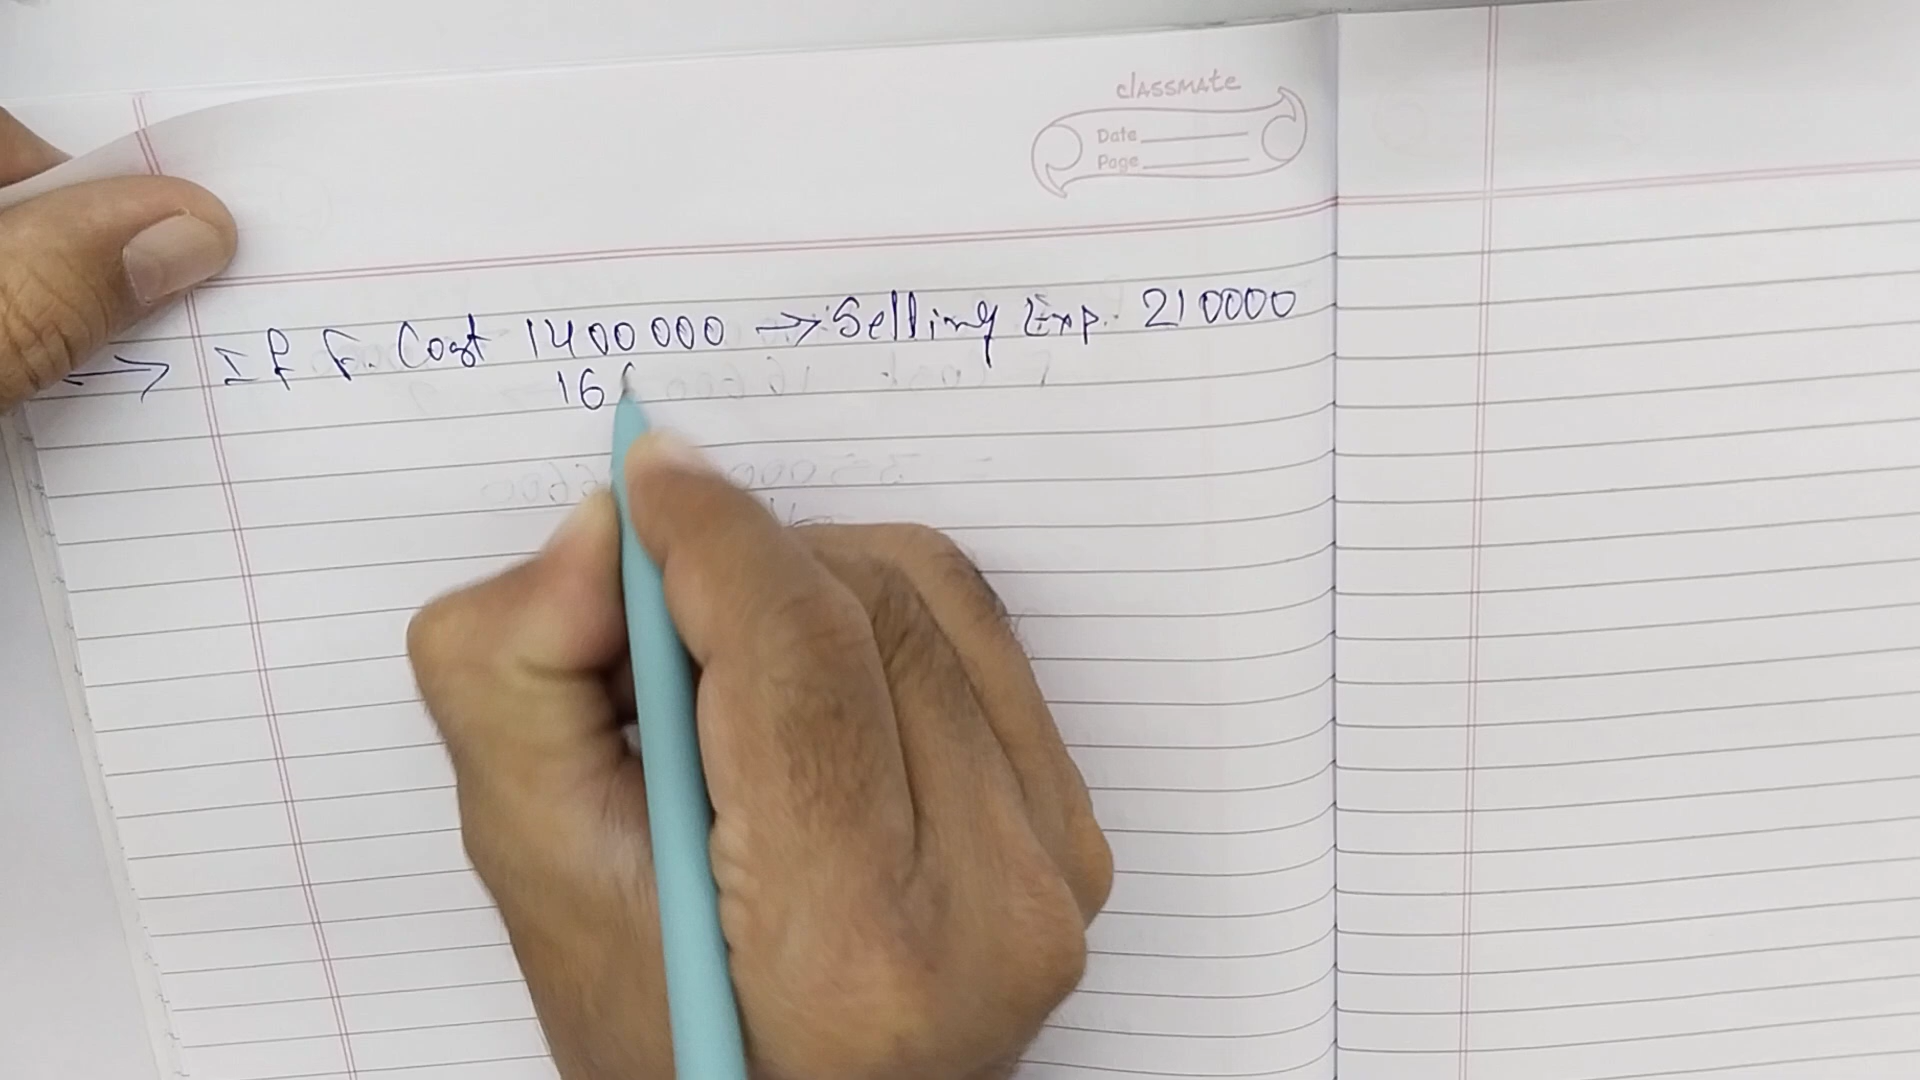 classmate
Date
Page
If F. Cost 1400000 → Selling Exp. 210000
16